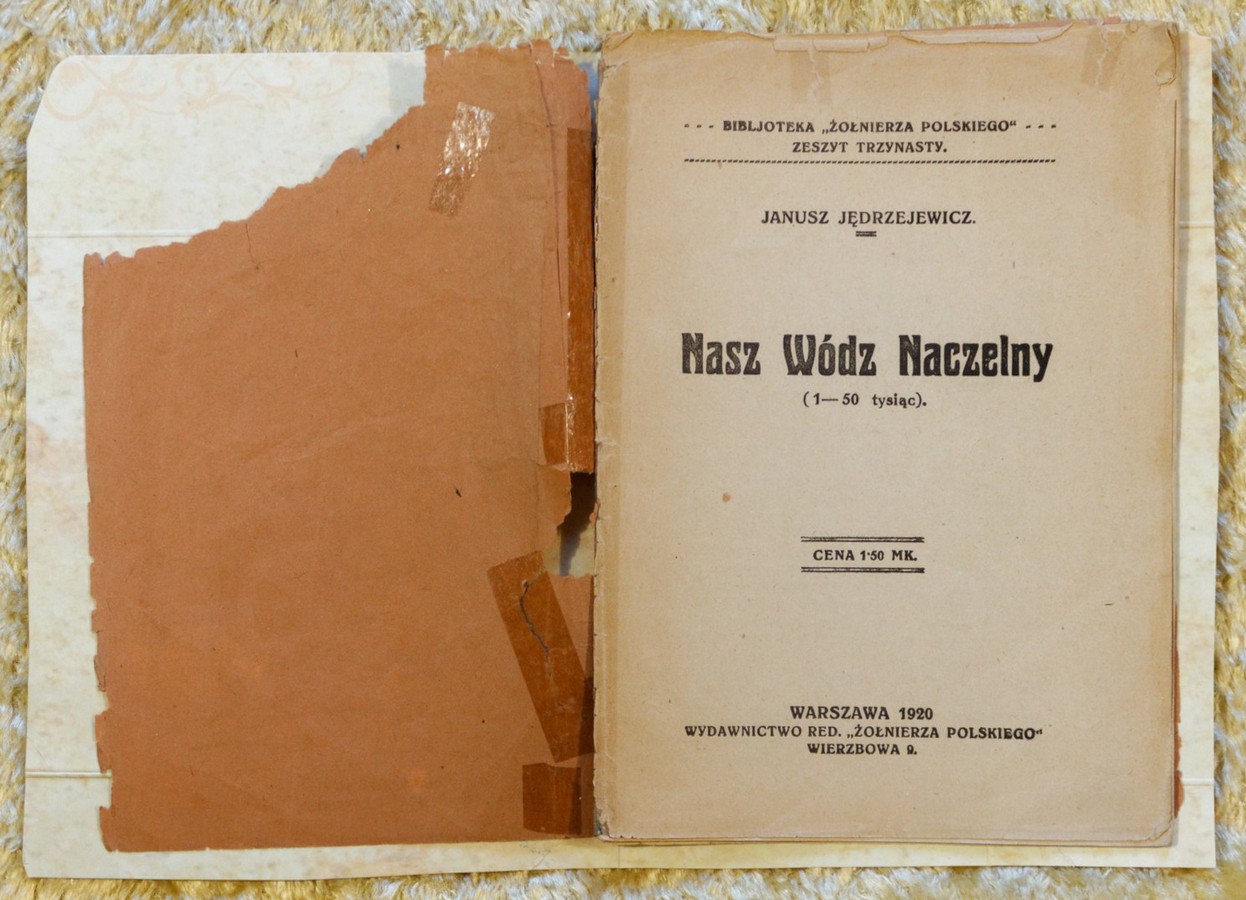 - - - BIBLJOTEKA „ŻOŁNIERZA POLSKIEGO“ - - -
ZESZYT TRZYNASTY.
JANUSZ JĘDRZEJEWICZ.
Nasz Wódz Naczelny
(1—50 tysiąc).
CENA 1·50 MK.
WARSZAWA 1920
WYDAWNICTWO RED. „ŻOŁNIERZA POLSKIEGO“
WIERZBOWA 9.